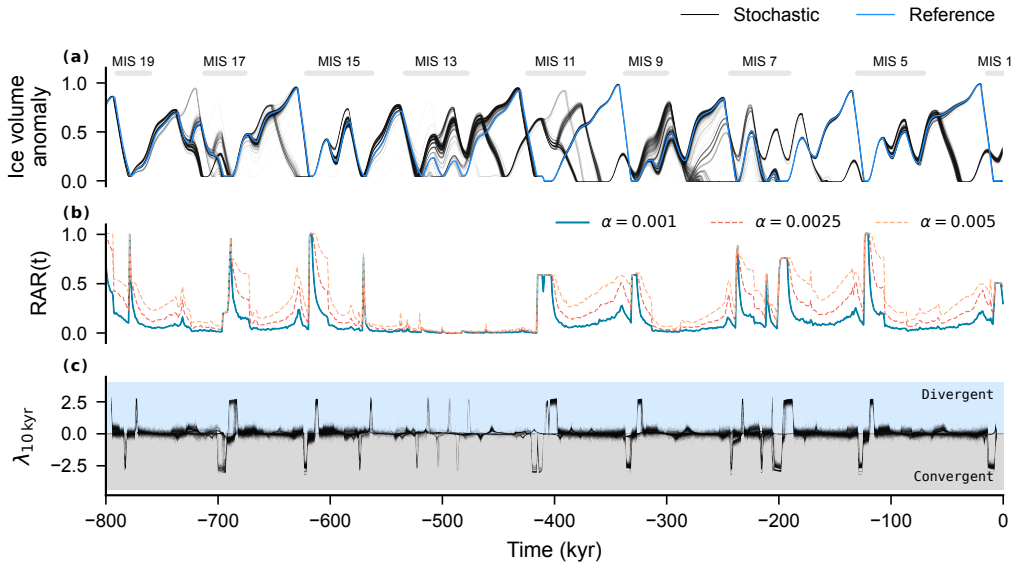 Stochastic Reference
(a)
MIS 19 MIS 17 MIS 15 MIS 13 MIS 11 MIS 9 MIS 7 MIS 5 MIS 1
Ice volume
anomaly
1.0
0.5
0.0
(b)
α = 0.001 α = 0.0025 α = 0.005
RAR(t)
1.0
0.5
0.0
(c)
λ10 kyr
2.5
0.0
−2.5
Divergent
Convergent
−800 −700 −600 −500 −400 −300 −200 −100 0
Time (kyr)